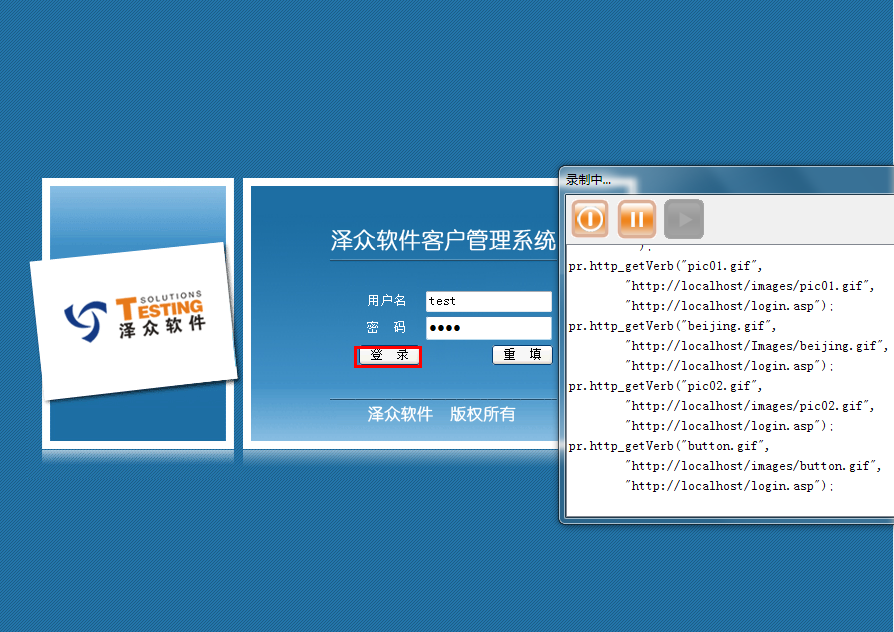 泽众软件客户管理系统
SOLUTIONS
TESTING
泽众软件
用户名 test
密 码 ●●●●
登 录 重 填
泽众软件 版权所有
录制中...
);
pr.http_getVerb("pic01.gif",
"http://localhost/images/pic01.gif",
"http://localhost/login.asp");
pr.http_getVerb("beijing.gif",
"http://localhost/Images/beijing.gif",
"http://localhost/login.asp");
pr.http_getVerb("pic02.gif",
"http://localhost/images/pic02.gif",
"http://localhost/login.asp");
pr.http_getVerb("button.gif",
"http://localhost/images/button.gif",
"http://localhost/login.asp");